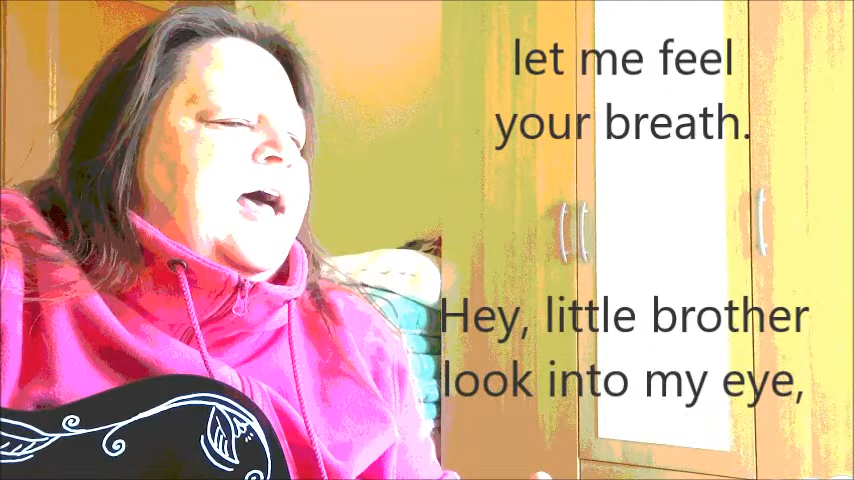 let me feel
your breath.
Hey, little brother
look into my eye,